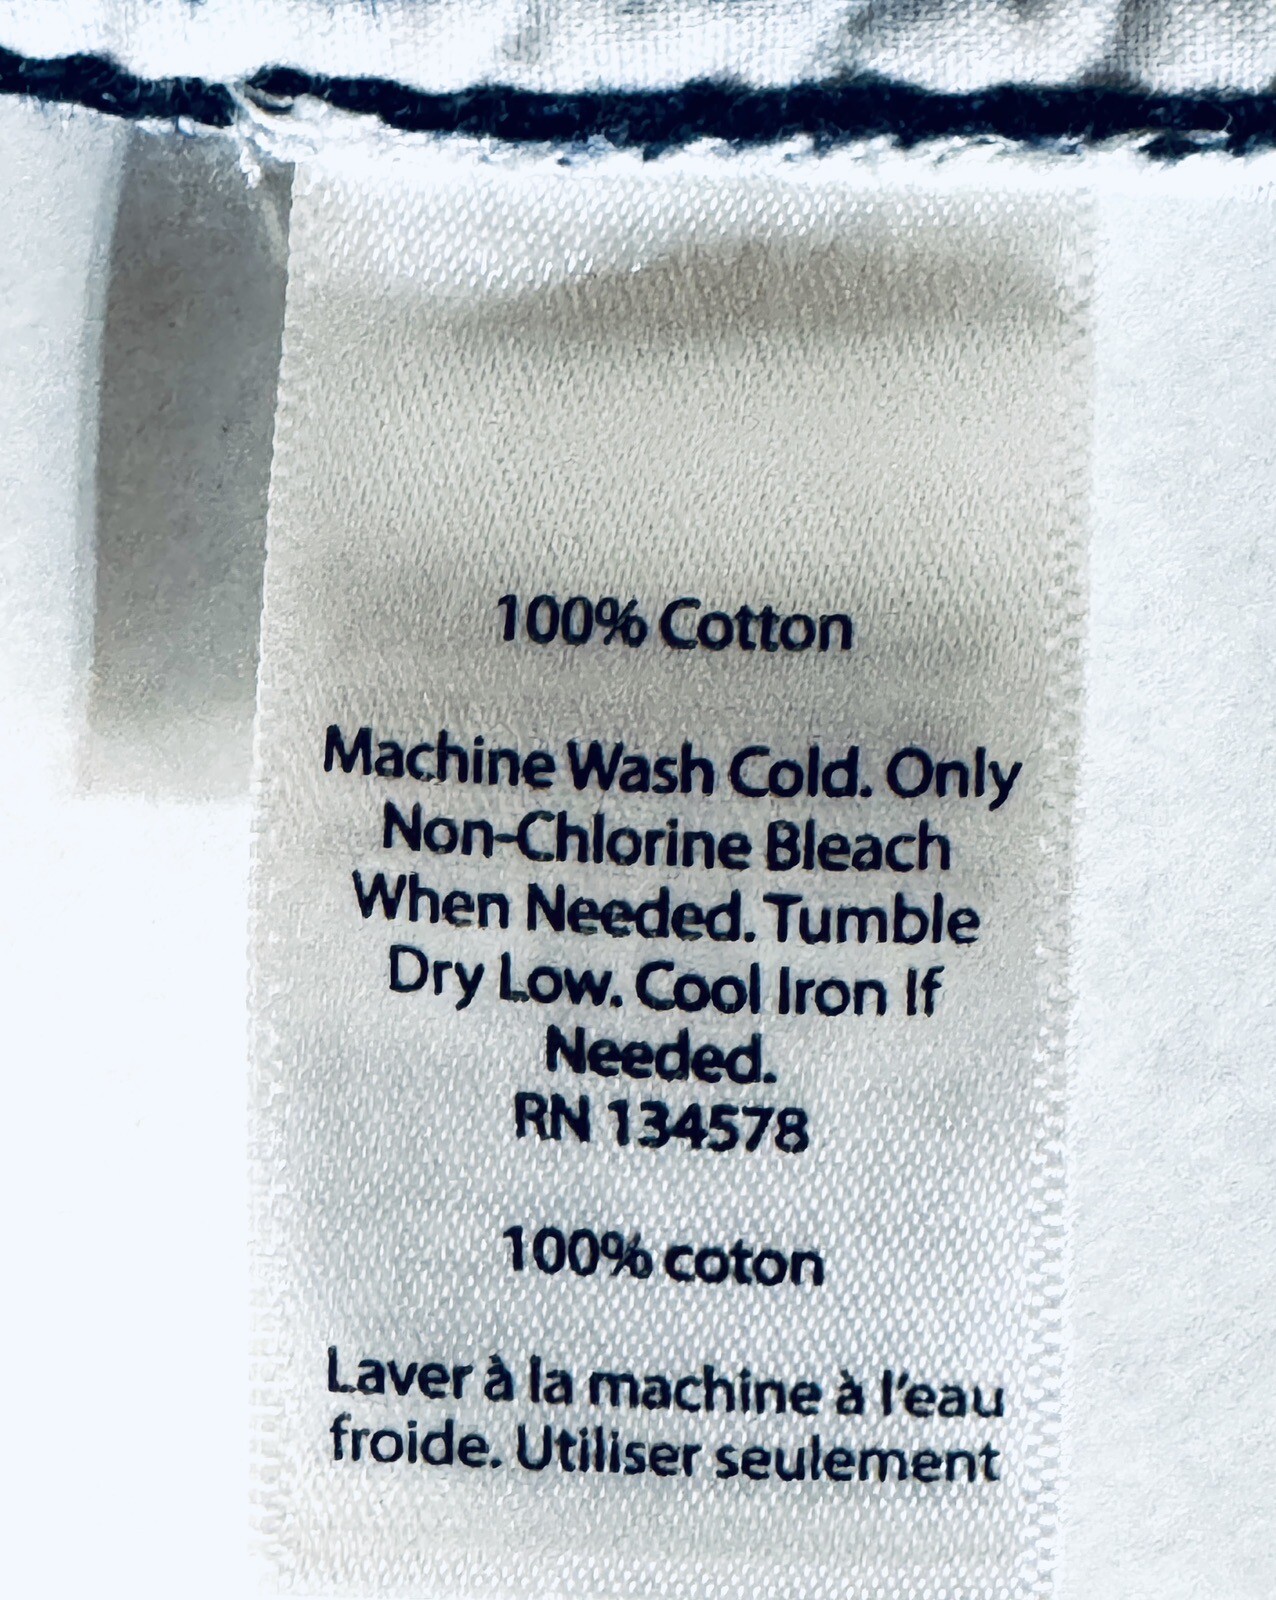 100% Cotton
Machine Wash Cold. Only
Non-Chlorine Bleach
When Needed. Tumble
Dry Low. Cool Iron If
Needed.
RN 134578
100% coton
Laver à la machine à l'eau
froide. Utiliser seulement